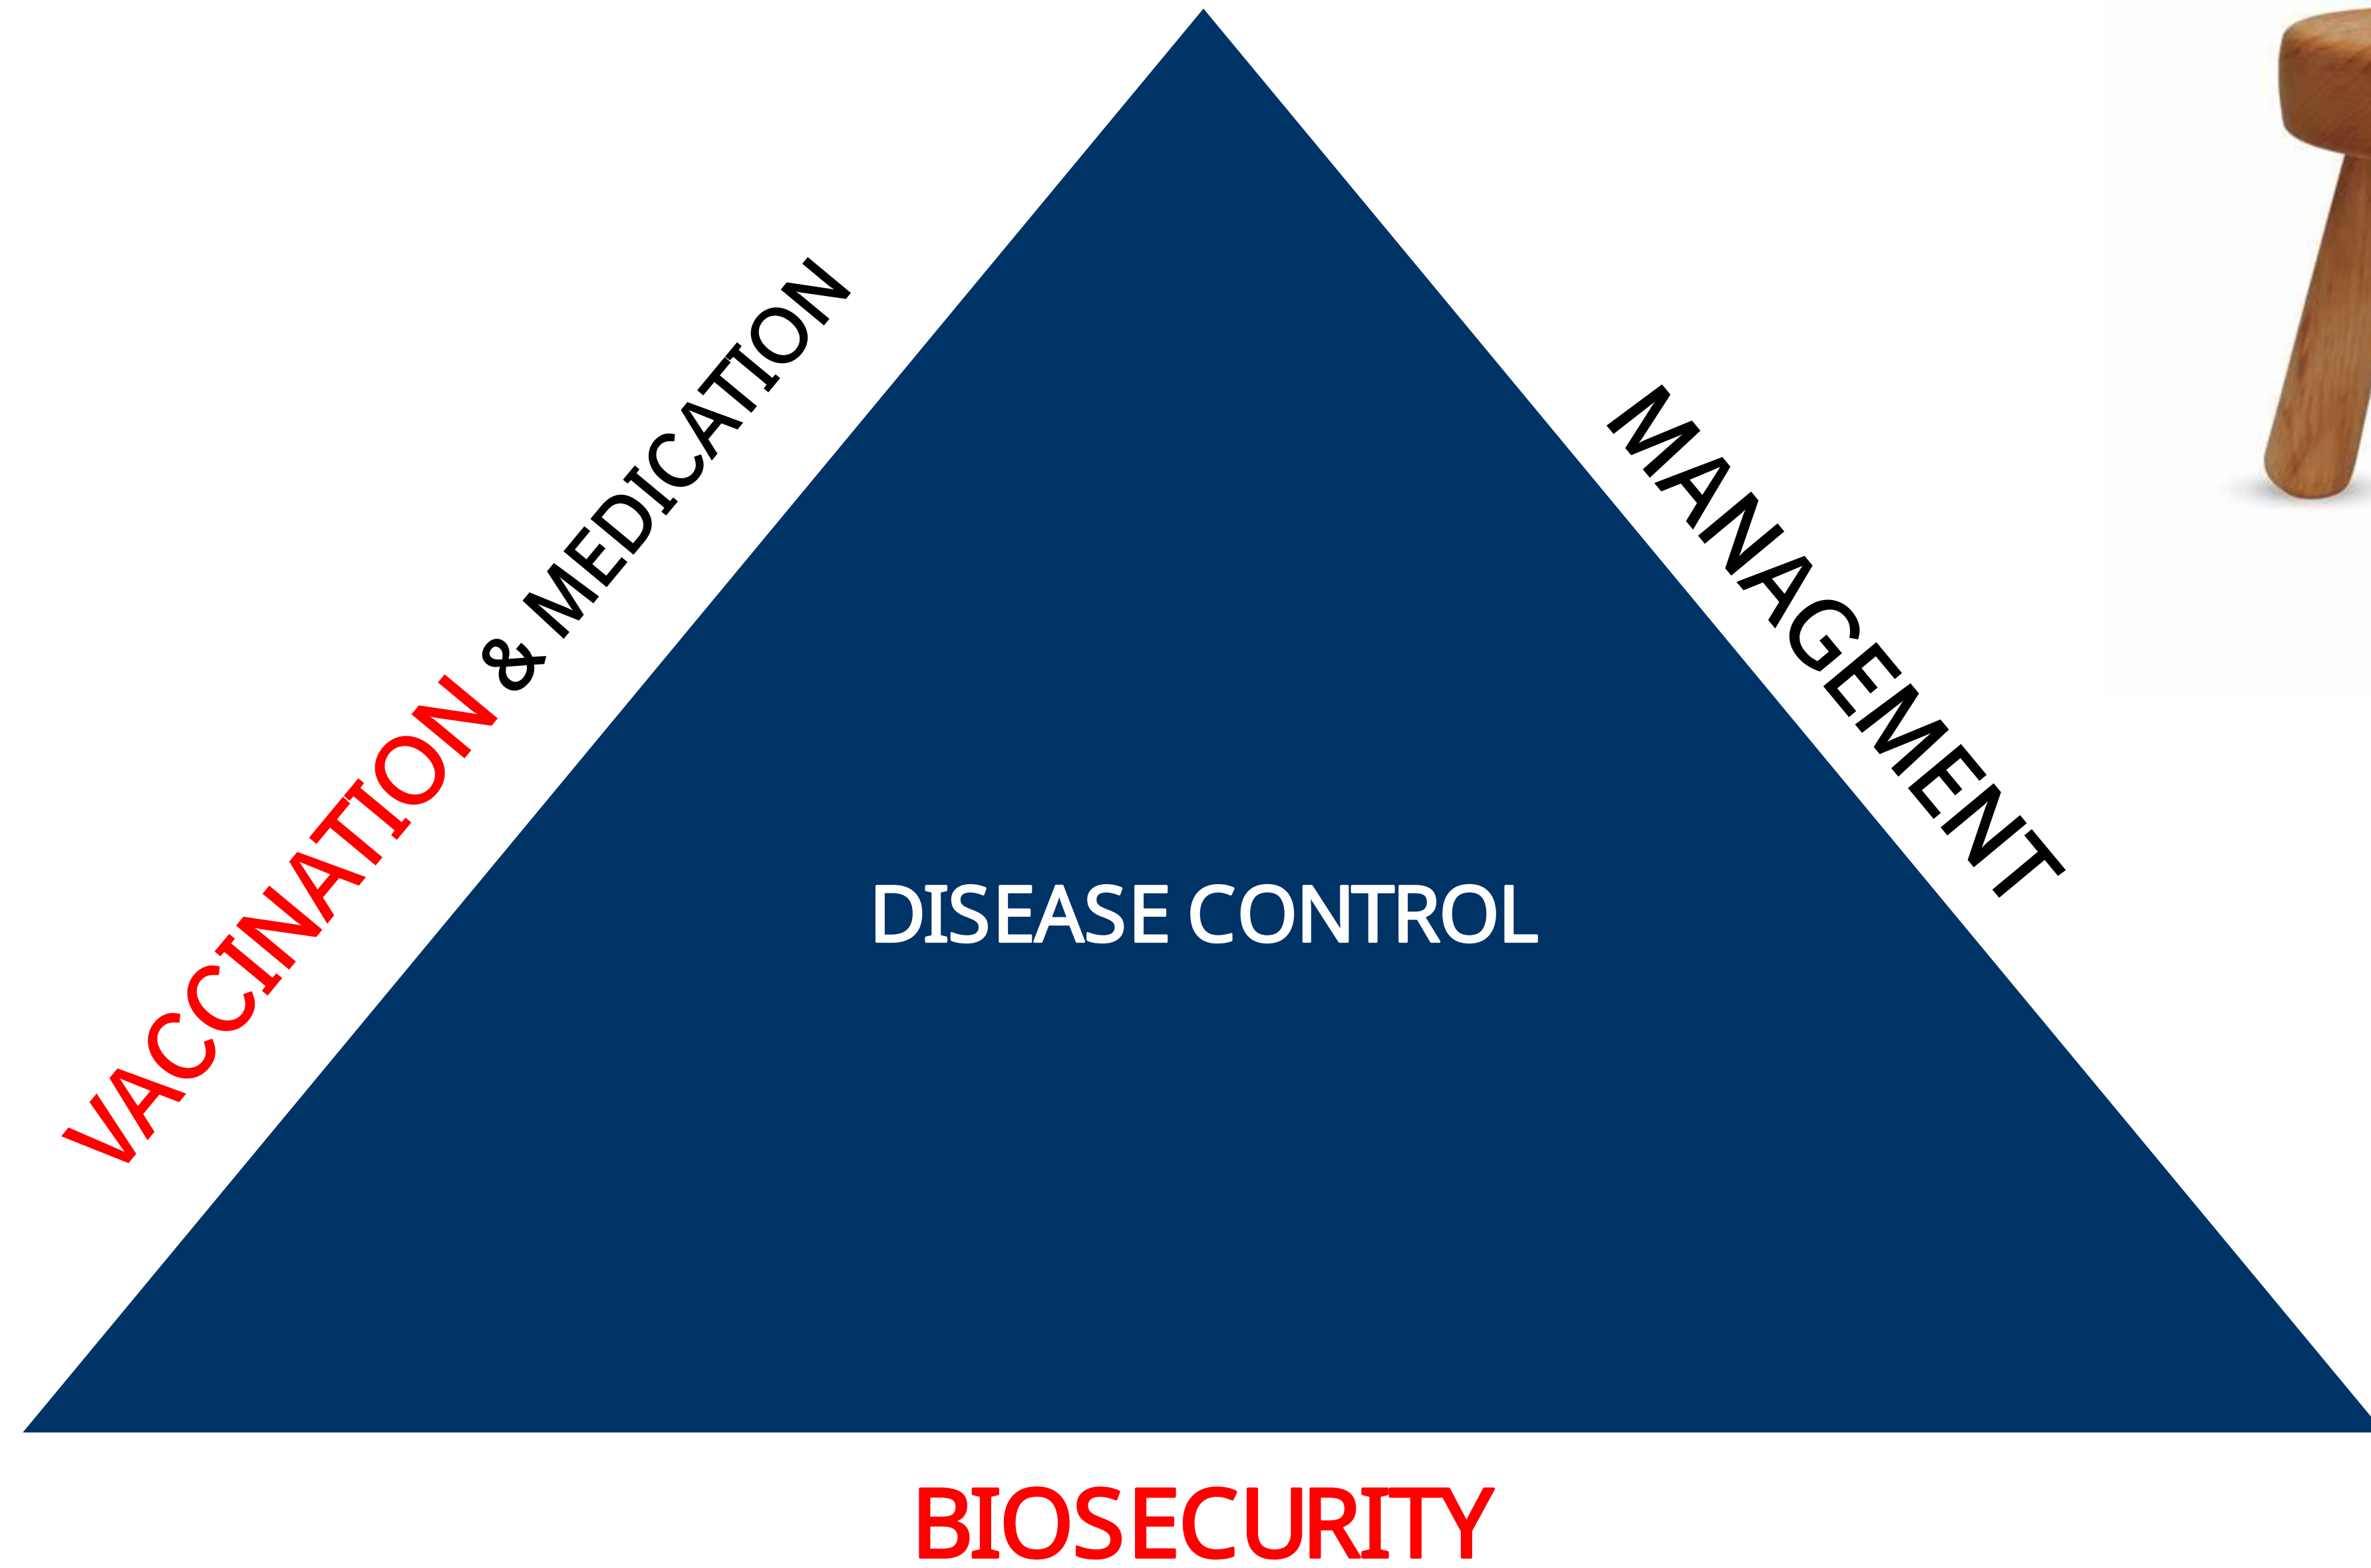 VACCINATION & MEDICATION
MANAGEMENT
DISEASE CONTROL
BIOSECURITY